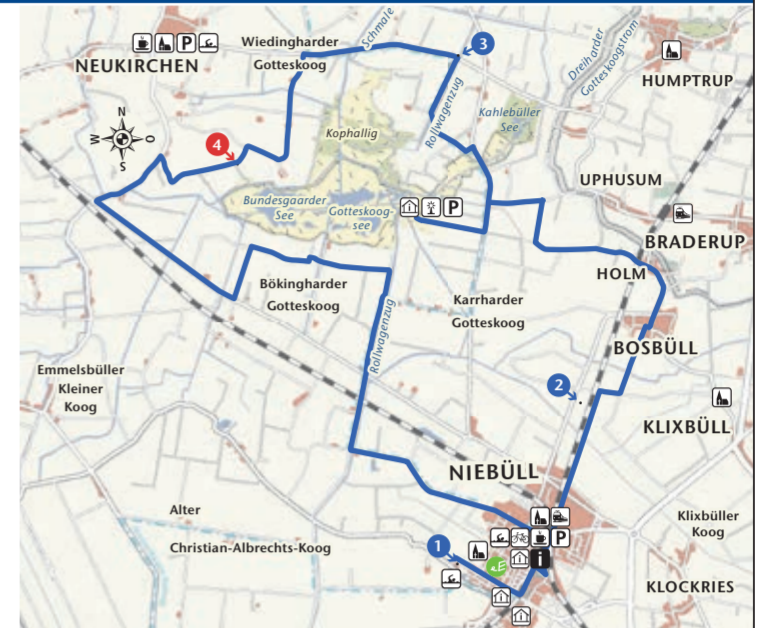 Schmale
3
Wiedingharder
Gotteskoog
P
NEUKIRCHEN
Dreiharder
Gotteskoogstrom
HUMPTRUP
Rollwagenzug
Kahlebüller
See
Kophallig
N
W
O
S
4
UPHUSUM
Bundesgaarder
See
Gotteskoog-
see
P
BRADERUP
HOLM
Bökingharder
Gotteskoog
Karrharder
Gotteskoog
Rollwagenzug
BOSBÜLL
Emmelsbüller
Kleiner
Koog
2
KLIXBÜLL
NIEBÜLL
Alter
Christian-Albrechts-Koog
Klixbüller
Koog
P
1
i
E
KLOCKRIES